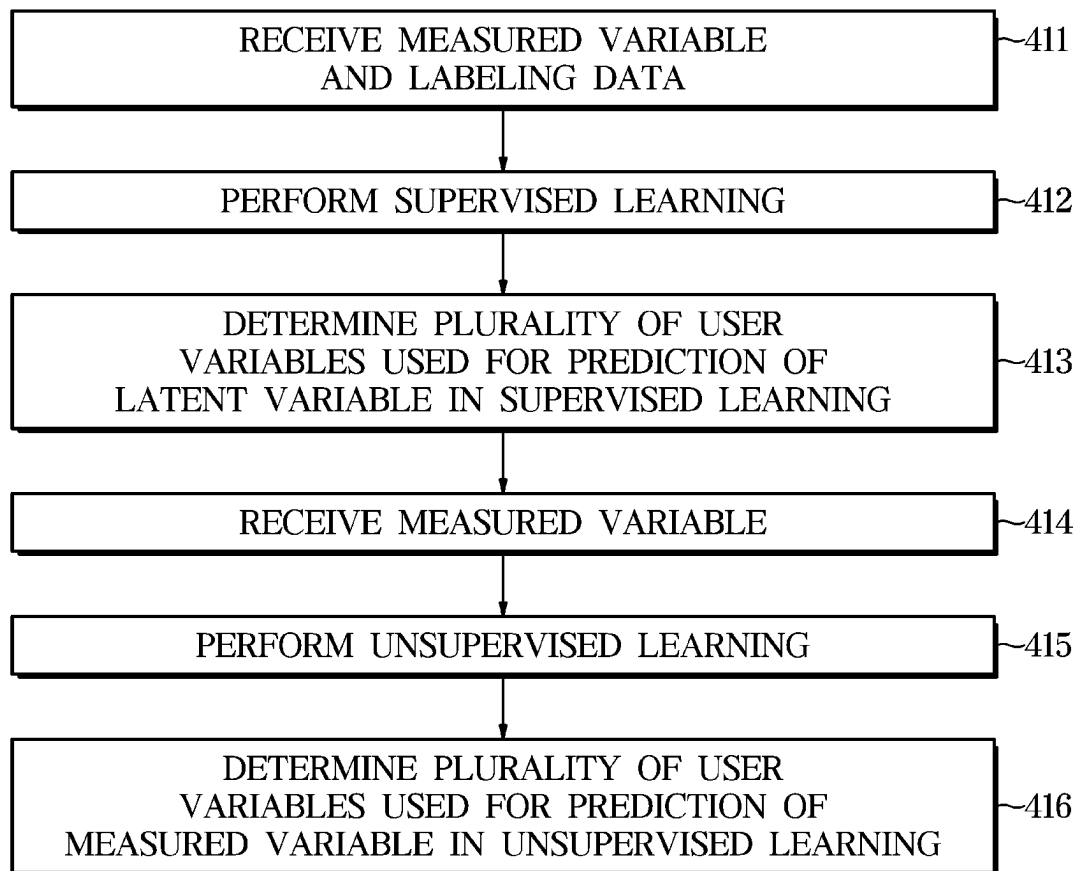 RECEIVE MEASURED VARIABLE
AND LABELING DATA
411
PERFORM SUPERVISED LEARNING
412
DETERMINE PLURALITY OF USER
VARIABLES USED FOR PREDICTION OF
LATENT VARIABLE IN SUPERVISED LEARNING
413
RECEIVE MEASURED VARIABLE
414
PERFORM UNSUPERVISED LEARNING
415
DETERMINE PLURALITY OF USER
VARIABLES USED FOR PREDICTION OF
MEASURED VARIABLE IN UNSUPERVISED LEARNING
416